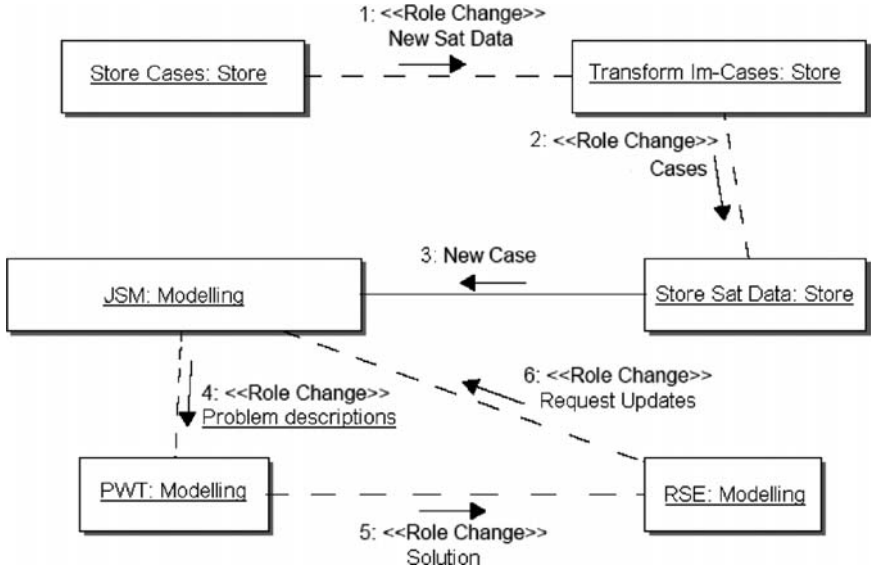 1: <<Role Change>>
New Sat Data
Store Cases: Store
Transform Im-Cases: Store
2: <<Role Change>>
Cases
3: New Case
JSM: Modelling
Store Sat Data: Store
4: <<Role Change>>
Problem descriptions
6: <<Role Change>>
Request Updates
PWT: Modelling
RSE: Modelling
5: <<Role Change>>
Solution